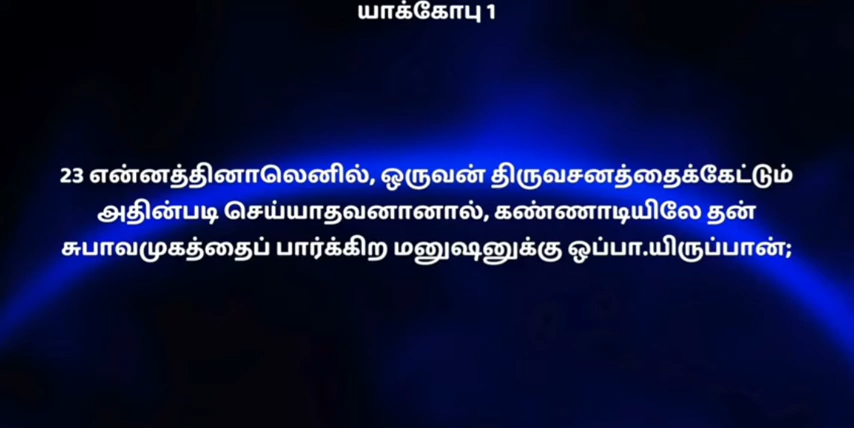 யாக்கோபு 1
23 என்னத்தினாலெனில், ஒருவன் திருவசனத்தைக்கேட்டும்
அதின்படி செய்யாதவனானால், கண்ணாடியிலே தன்
சுபாவமுகத்தைப் பார்க்கிற மனுஷனுக்கு ஒப்பா.யிருப்பான்;